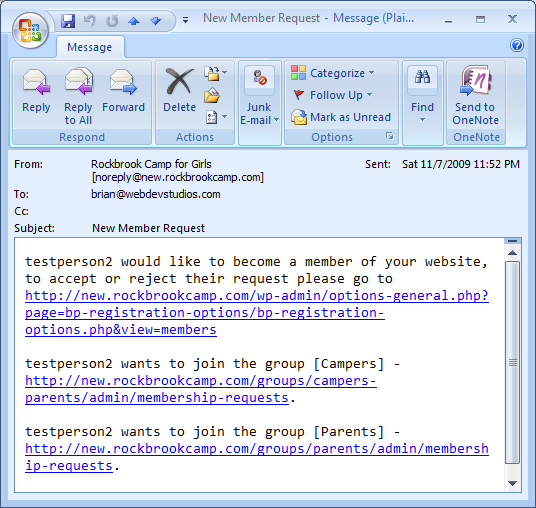 New Member Request - Message (Plai...
Message
Reply
Reply to All
Forward
Respond
Delete
Actions
Junk E-mail
Categorize
Follow Up
Mark as Unread
Options
Find
Send to OneNote
OneNote
From: Rockbrook Camp for Girls Sent: Sat 11/7/2009 11:52 PM
[noreply@new.rockbrookcamp.com]
To: brian@webdevstudios.com
Cc:
Subject: New Member Request
testperson2 would like to become a member of your website,
to accept or reject their request please go to
http://new.rockbrookcamp.com/wp-admin/options-general.php?
page=bp-registration-options/bp-registration-
options.php&view=members
testperson2 wants to join the group [Campers] -
http://new.rockbrookcamp.com/groups/campers-
parents/admin/membership-requests.
testperson2 wants to join the group [Parents] -
http://new.rockbrookcamp.com/groups/parents/admin/membersh
ip-requests.